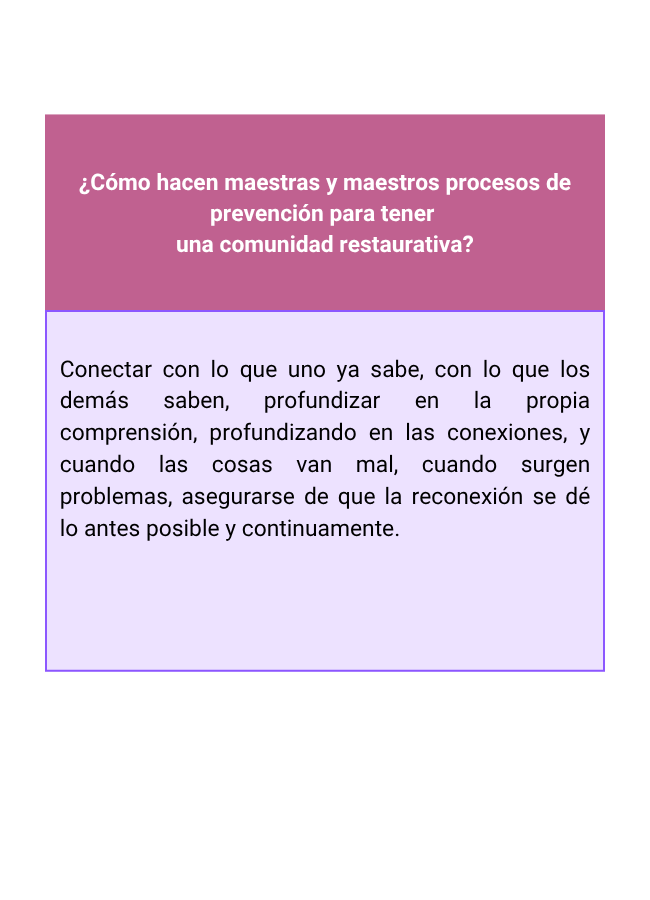 ¿Cómo hacen maestras y maestros procesos de
prevención para tener
una comunidad restaurativa?
Conectar con lo que uno ya sabe, con lo que los
demás saben, profundizar en la propia
comprensión, profundizando en las conexiones, y
cuando las cosas van mal, cuando surgen
problemas, asegurarse de que la reconexión se dé
lo antes posible y continuamente.